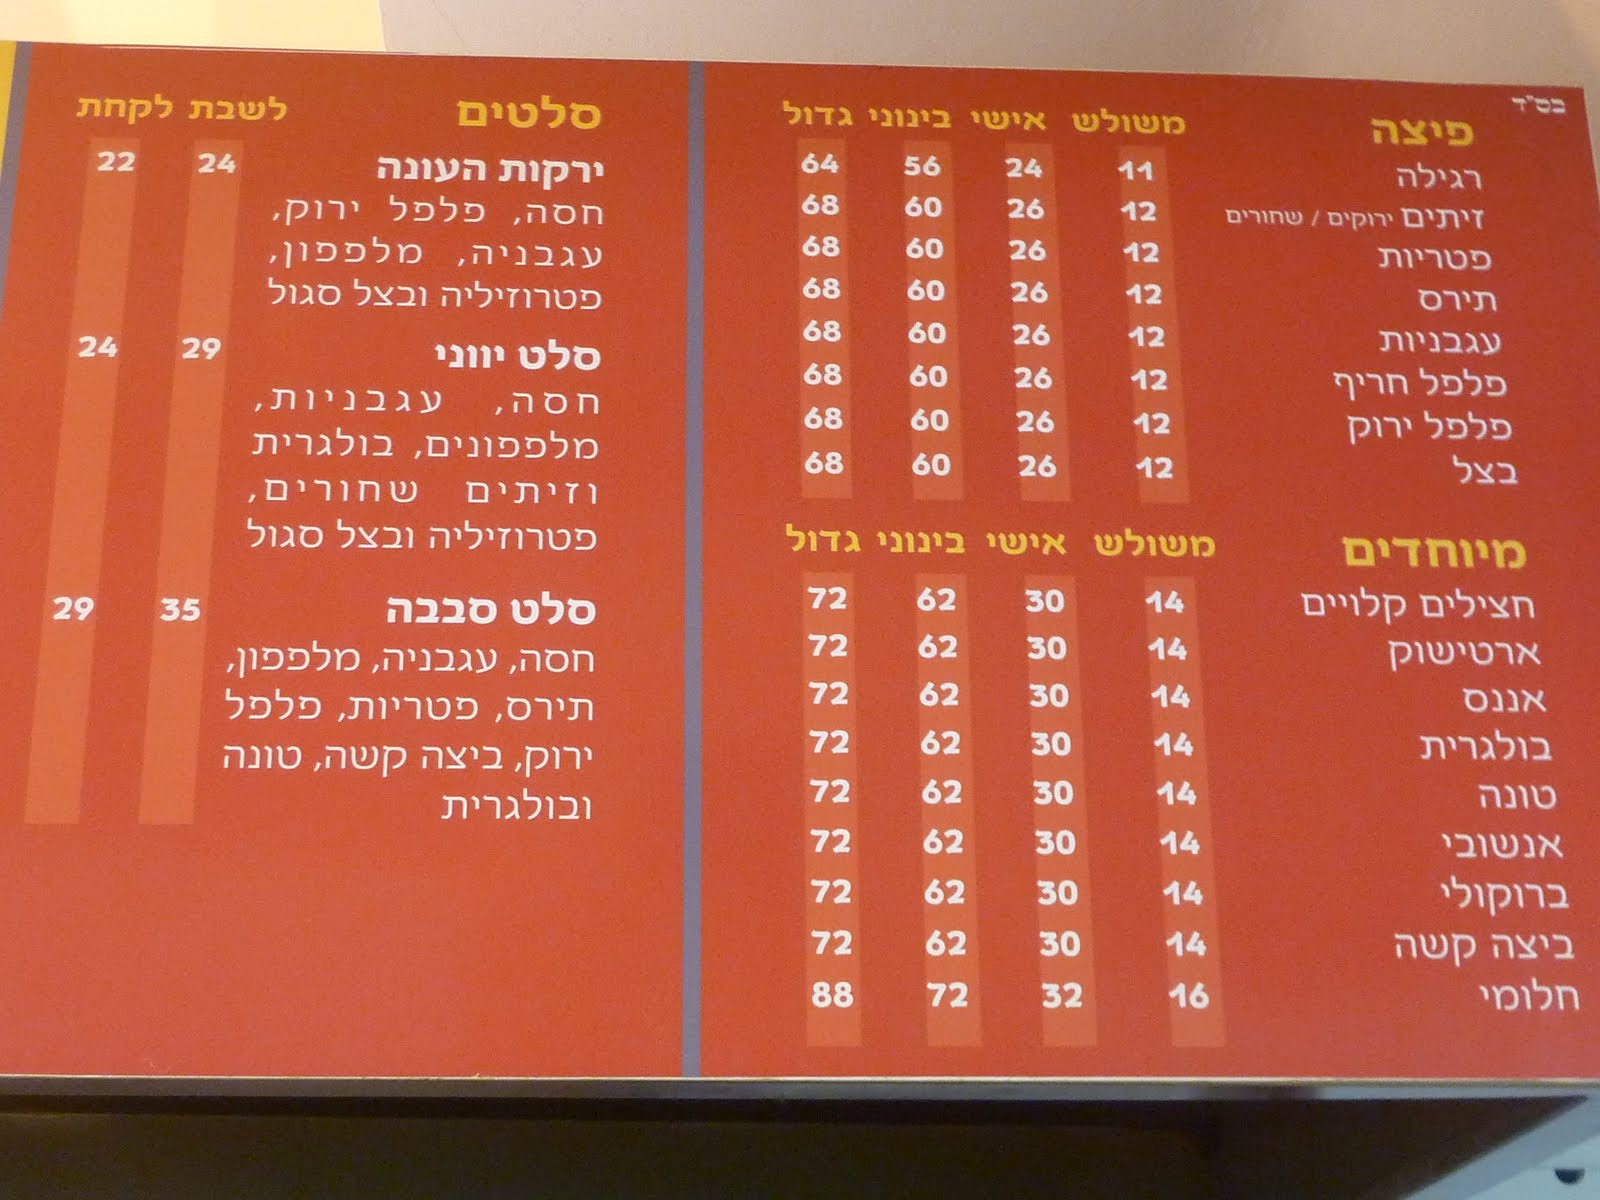 בס"ד
פיצה משולש אישי בינוני גדול
רגילה 11 24 56 64
זיתים ירוקים / שחורים 12 26 60 68
פטריות 12 26 60 68
תירס 12 26 60 68
עגבניות 12 26 60 68
פלפל חריף 12 26 60 68
פלפל ירוק 12 26 60 68
בצל 12 26 60 68
מיוחדים משולש אישי בינוני גדול
חצילים קלויים 14 30 62 72
ארטישוק 14 30 62 72
אננס 14 30 62 72
בולגרית 14 30 62 72
טונה 14 30 62 72
אנשובי 14 30 62 72
ברוקולי 14 30 62 72
ביצה קשה 14 30 62 72
חלומי 16 32 72 88
סלטים לשבת לקחת
ירקות העונה 24 22
חסה, פלפל ירוק,
עגבניה, מלפפון,
פטרוזיליה ובצל סגול
סלט יווני 29 24
חסה, עגבניות,
מלפפונים, בולגרית
וזיתים שחורים,
פטרוזיליה ובצל סגול
סלט סבבה 35 29
חסה, עגבניה, מלפפון,
תירס, פטריות, פלפל
ירוק, ביצה קשה, טונה
ובולגרית